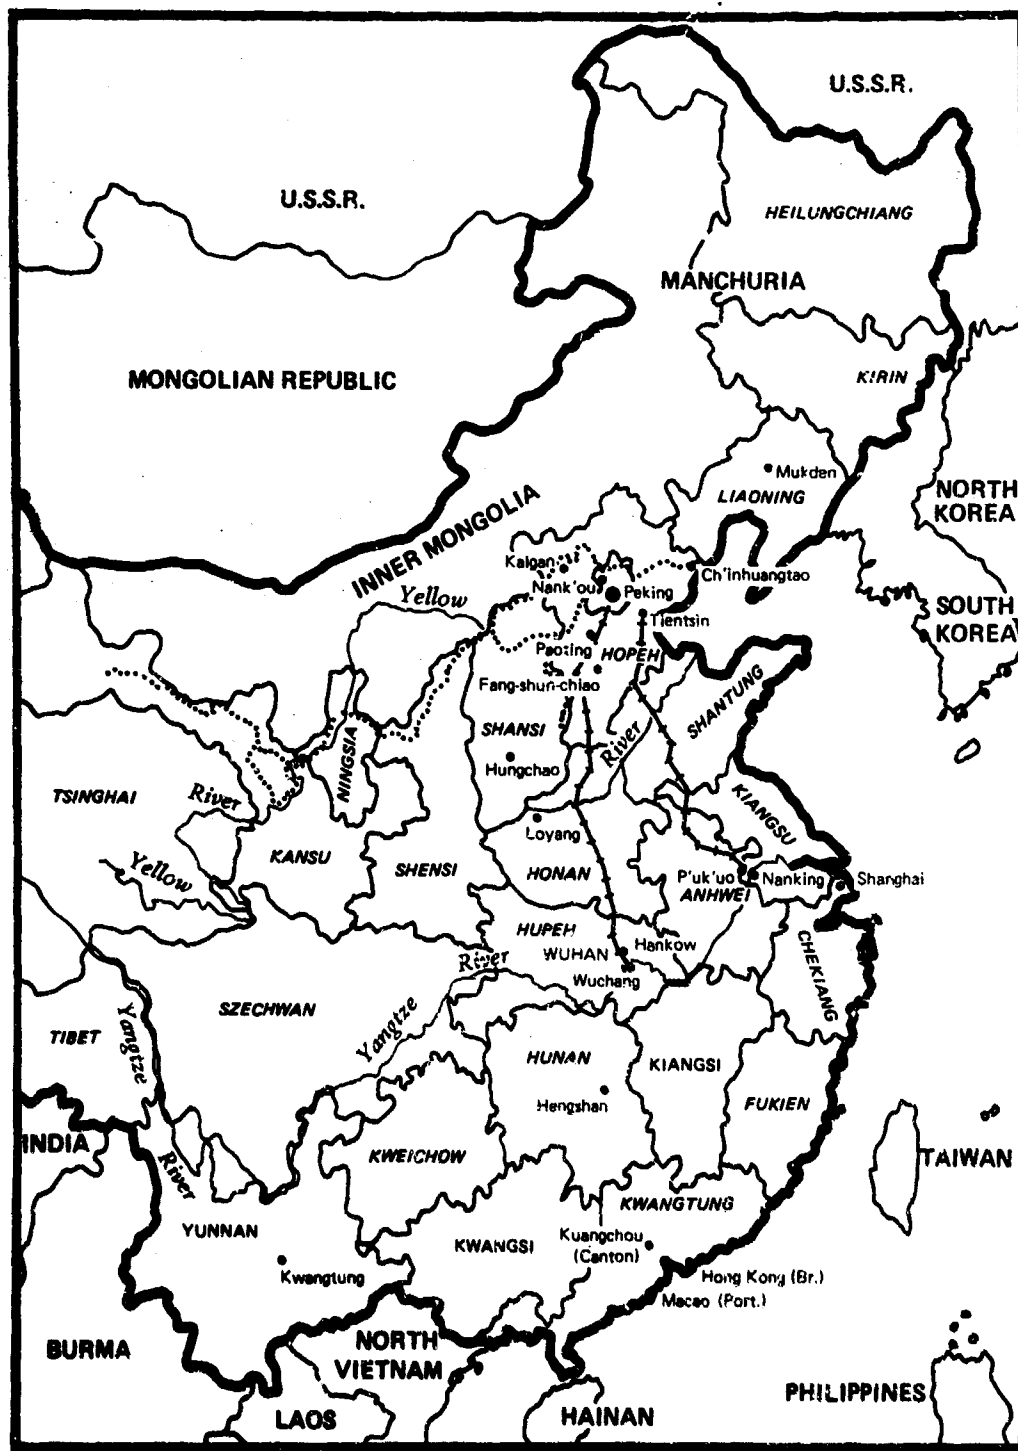 U.S.S.R.
U.S.S.R.
HEILUNGCHIANG
MANCHURIA
MONGOLIAN REPUBLIC
KIRIN
Mukden
LIAONING
NORTH
KOREA
INNER MONGOLIA
Kalgan
Ch'inhuangtao
Nank'ou
Peking
Yellow
Tientsin
SOUTH
KOREA
Paoting
HOPEH
Fang-shun-chiao
SHANTUNG
SHANSI
River
Hungchao
NINGSIA
TSINGHAI
River
KIANGSU
Loyang
KANSU
SHENSI
HONAN
Yellow
P'uk'uo
Nanking
Shanghai
ANHWEI
HUPEH
Hankow
WUHAN
CHEKIANG
River
Wuchang
SZECHWAN
Yangtze
TIBET
Yangtze
HUNAN
KIANGSI
Hengshan
FUKIEN
INDIA
KWEICHOW
TAIWAN
River
KWANGTUNG
YUNNAN
KWANGSI
Kuangchou
(Canton)
Kwangtung
Hong Kong (Br.)
Macao (Port.)
BURMA
NORTH
VIETNAM
PHILIPPINES
LAOS
HAINAN